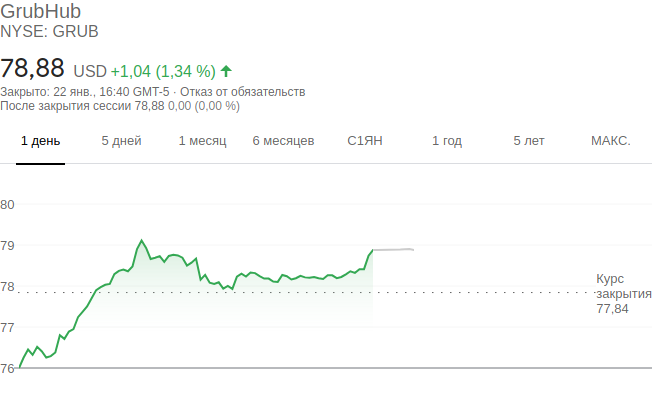 GrubHub
NYSE: GRUB
78,88 USD +1,04 (1,34 %)
Закрыто: 22 янв., 16:40 GMT-5 · Отказ от обязательств
После закрытия сессии 78,88 0,00 (0,00 %)
1 день 5 дней 1 месяц 6 месяцев С1ЯН 1 год 5 лет МАКС.
80
79
78
77
76
Курс
закрытия
77,84